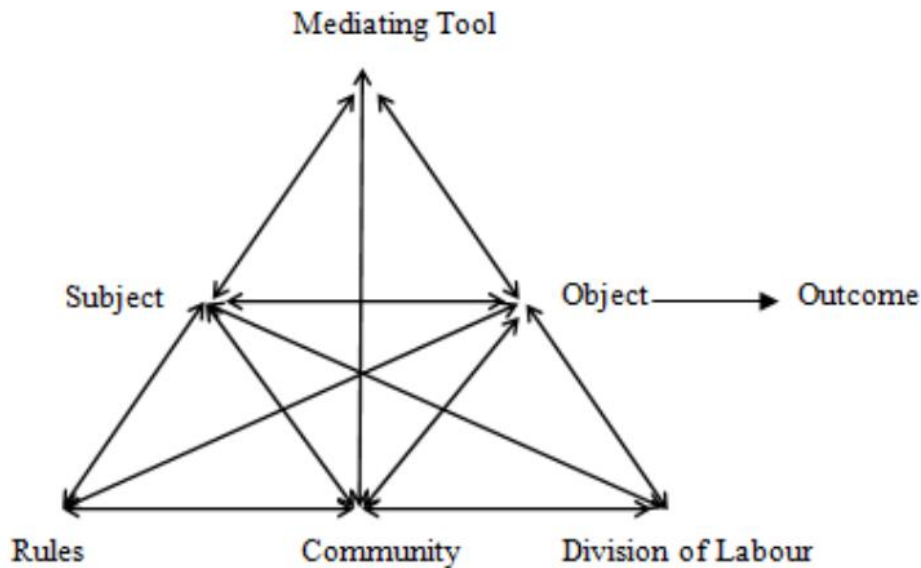 Mediating Tool
Subject
Object
Outcome
Rules
Community
Division of Labour